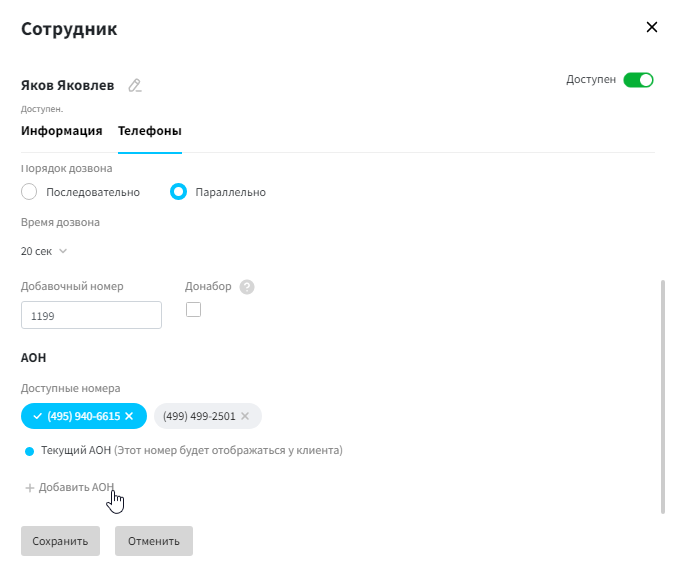 Сотрудник
Яков Яковлев
Доступен
Доступен.
Информация Телефоны
Порядок дозвона
Последовательно Параллельно
Время дозвона
20 сек
Добавочный номер Донабор ?
1199
АОН
Доступные номера
(495) 940-6615 (499) 499-2501
Текущий АОН (Этот номер будет отображаться у клиента)
+ Добавить АОН
Сохранить Отменить